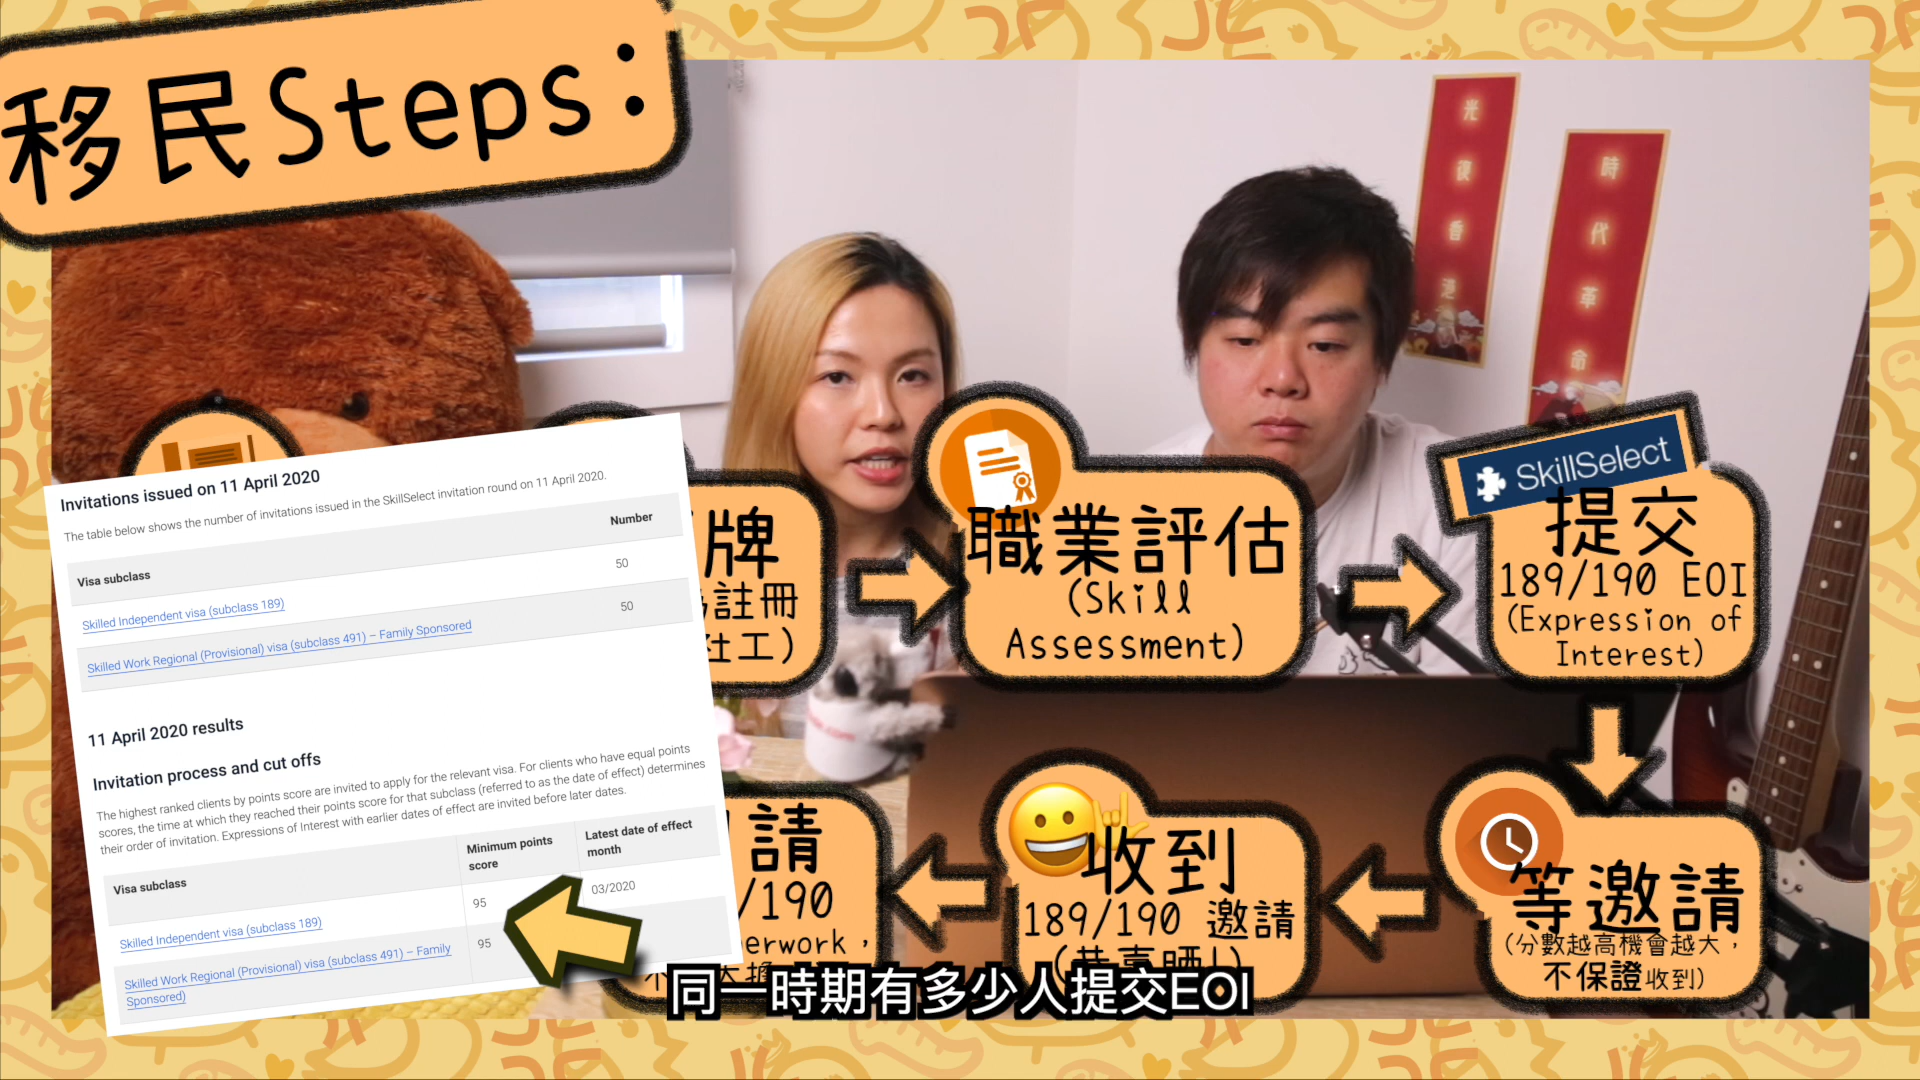 移民Steps:
光
復
香
港
時
代
革
命
Invitations issued on 11 April 2020
The table below shows the number of invitations issued in the SkillSelect invitation round on 11 April 2020.
Visa subclass Number
Skilled Independent visa (subclass 189) 50
Skilled Work Regional (Provisional) visa (subclass 491) – Family Sponsored 50
11 April 2020 results
Invitation process and cut offs
The highest ranked clients by points score are invited to apply for the relevant visa. For clients who have equal points
scores, the time at which they reached their points score for that subclass (referred to as the date of effect) determines
their order of invitation. Expressions of Interest with earlier dates of effect are invited before later dates.
Visa subclass Minimum points score Latest date of effect month
Skilled Independent visa (subclass 189) 95 03/2020
Skilled Work Regional (Provisional) visa (subclass 491) – Family
Sponsored) 95
牌
註冊
社工)
職業評估
(Skill
Assessment)
SkillSelect
提交
189/190 EOI
(Expression of
Interest)
等邀請
(分數越高機會越大，
不保證收到)
收到
189/190 邀請
請
/190
erwork，
同一時期有多少人提交EOI